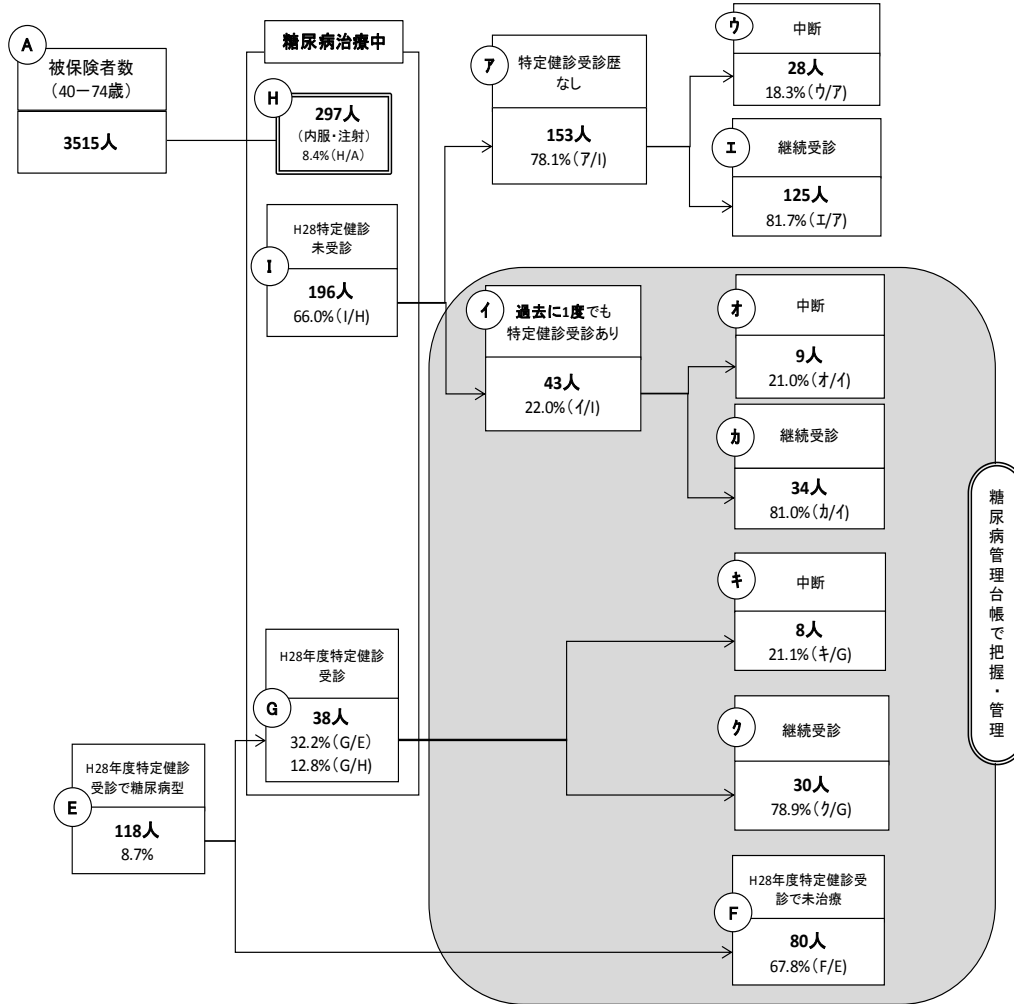 A
被保険者数
(40ー74歳)
3515人
糖尿病治療中
H
297人
(内服・注射)
8.4%(H/A)
I
H28特定健診
未受診
196人
66.0%(I/H)
ア
特定健診受診歴
なし
153人
78.1%(ア/I)
ウ
中断
28人
18.3%(ウ/ア)
エ
継続受診
125人
81.7%(エ/ア)
イ
過去に1度でも
特定健診受診あり
43人
22.0%(イ/I)
オ
中断
9人
21.0%(オ/イ)
カ
継続受診
34人
81.0%(カ/イ)
G
H28年度特定健診
受診
38人
32.2%(G/E)
12.8%(G/H)
キ
中断
8人
21.1%(キ/G)
ク
継続受診
30人
78.9%(ク/G)
E
H28年度特定健診
受診で糖尿病型
118人
8.7%
F
H28年度特定健診受
診で未治療
80人
67.8%(F/E)
糖尿病管理台帳で把握・管理